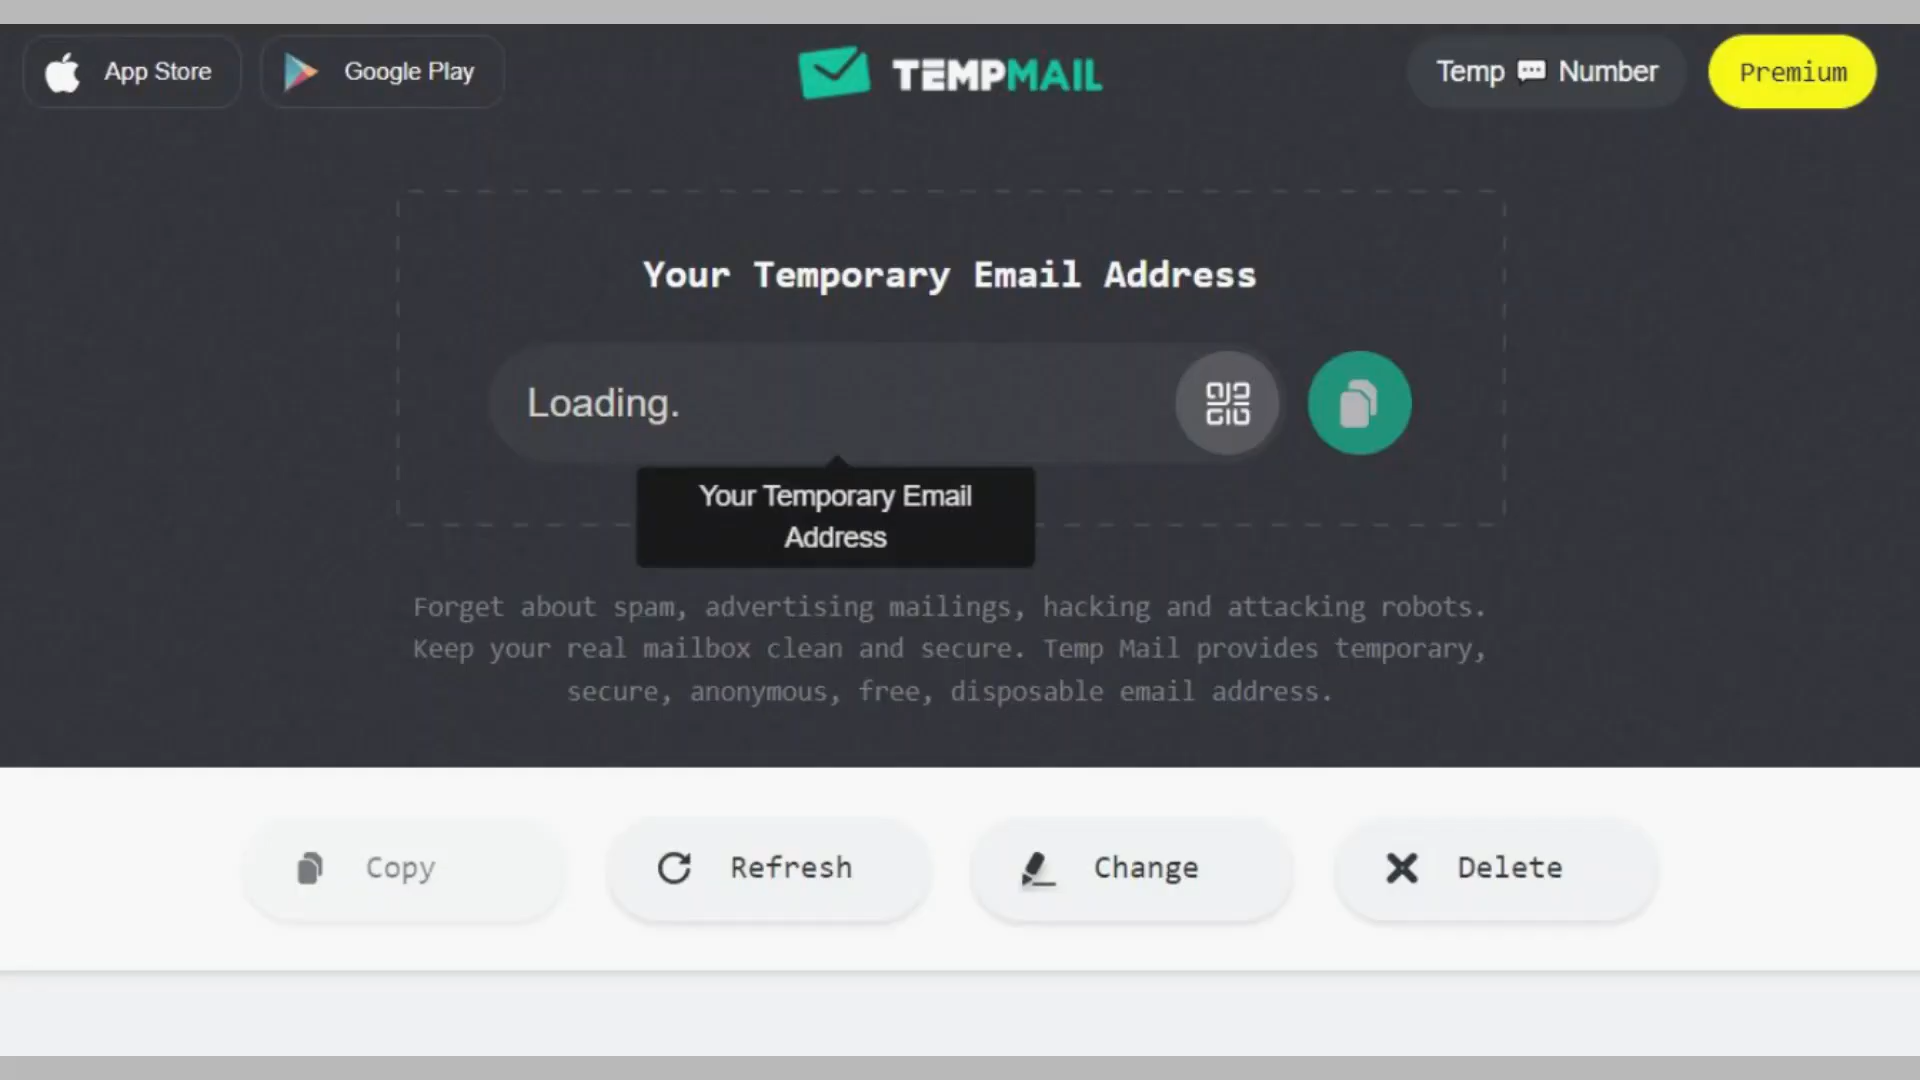 App Store
Google Play
TEMPMAIL
Temp Number
Premium
Your Temporary Email Address
Loading.
Your Temporary Email
Address
Forget about spam, advertising mailings, hacking and attacking robots.
Keep your real mailbox clean and secure. Temp Mail provides temporary,
secure, anonymous, free, disposable email address.
Copy
Refresh
Change
Delete